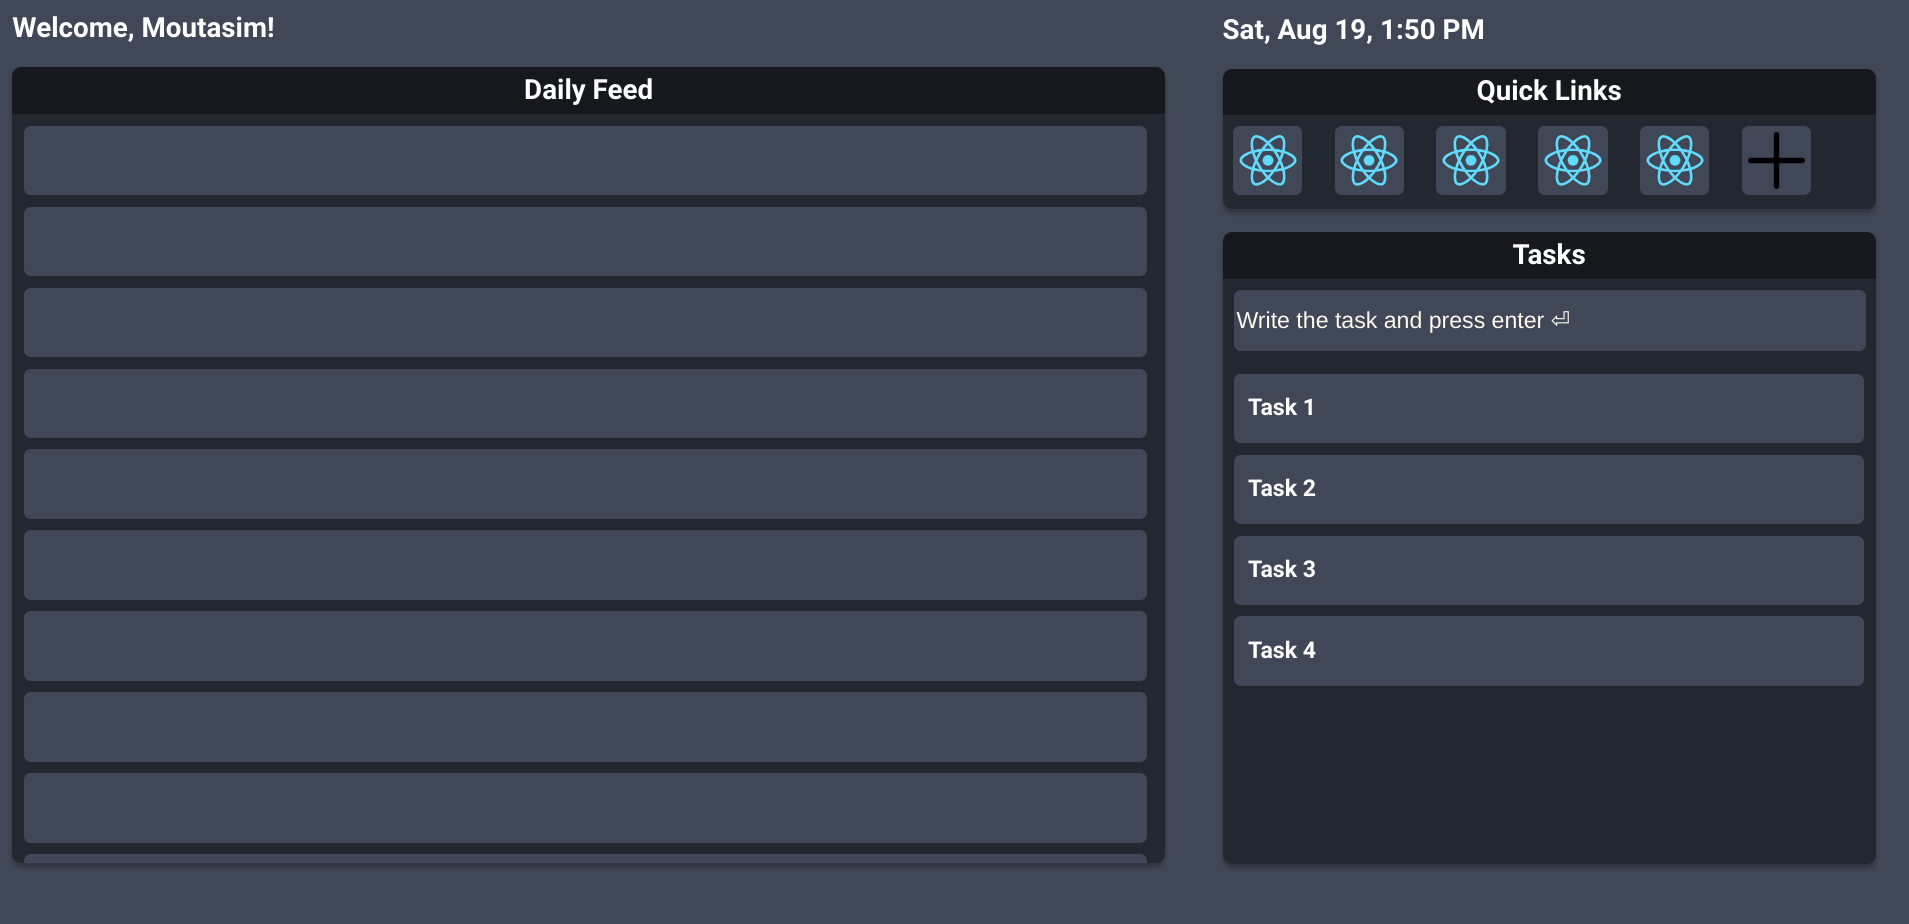 Welcome, Moutasim!
Daily Feed
Sat, Aug 19, 1:50 PM
Quick Links
Tasks
Write the task and press enter ⏎
Task 1
Task 2
Task 3
Task 4